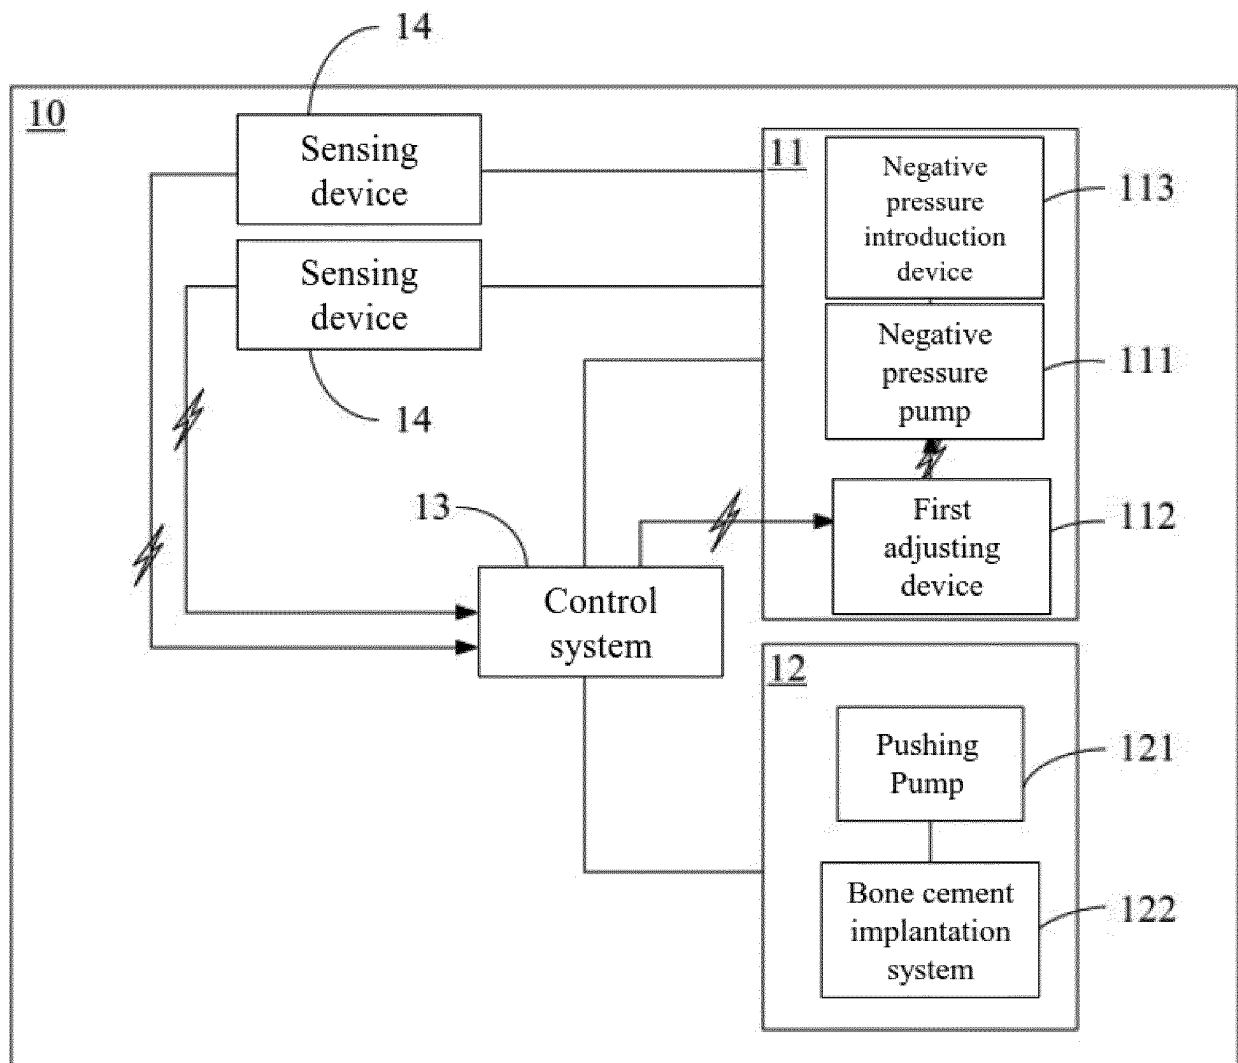 14
10
Sensing
device
Sensing
device
14
11
Negative
pressure
introduction
device
113
Negative
pressure
pump
111
First
adjusting
device
112
13
Control
system
12
Pushing
Pump
121
Bone cement
implantation
system
122